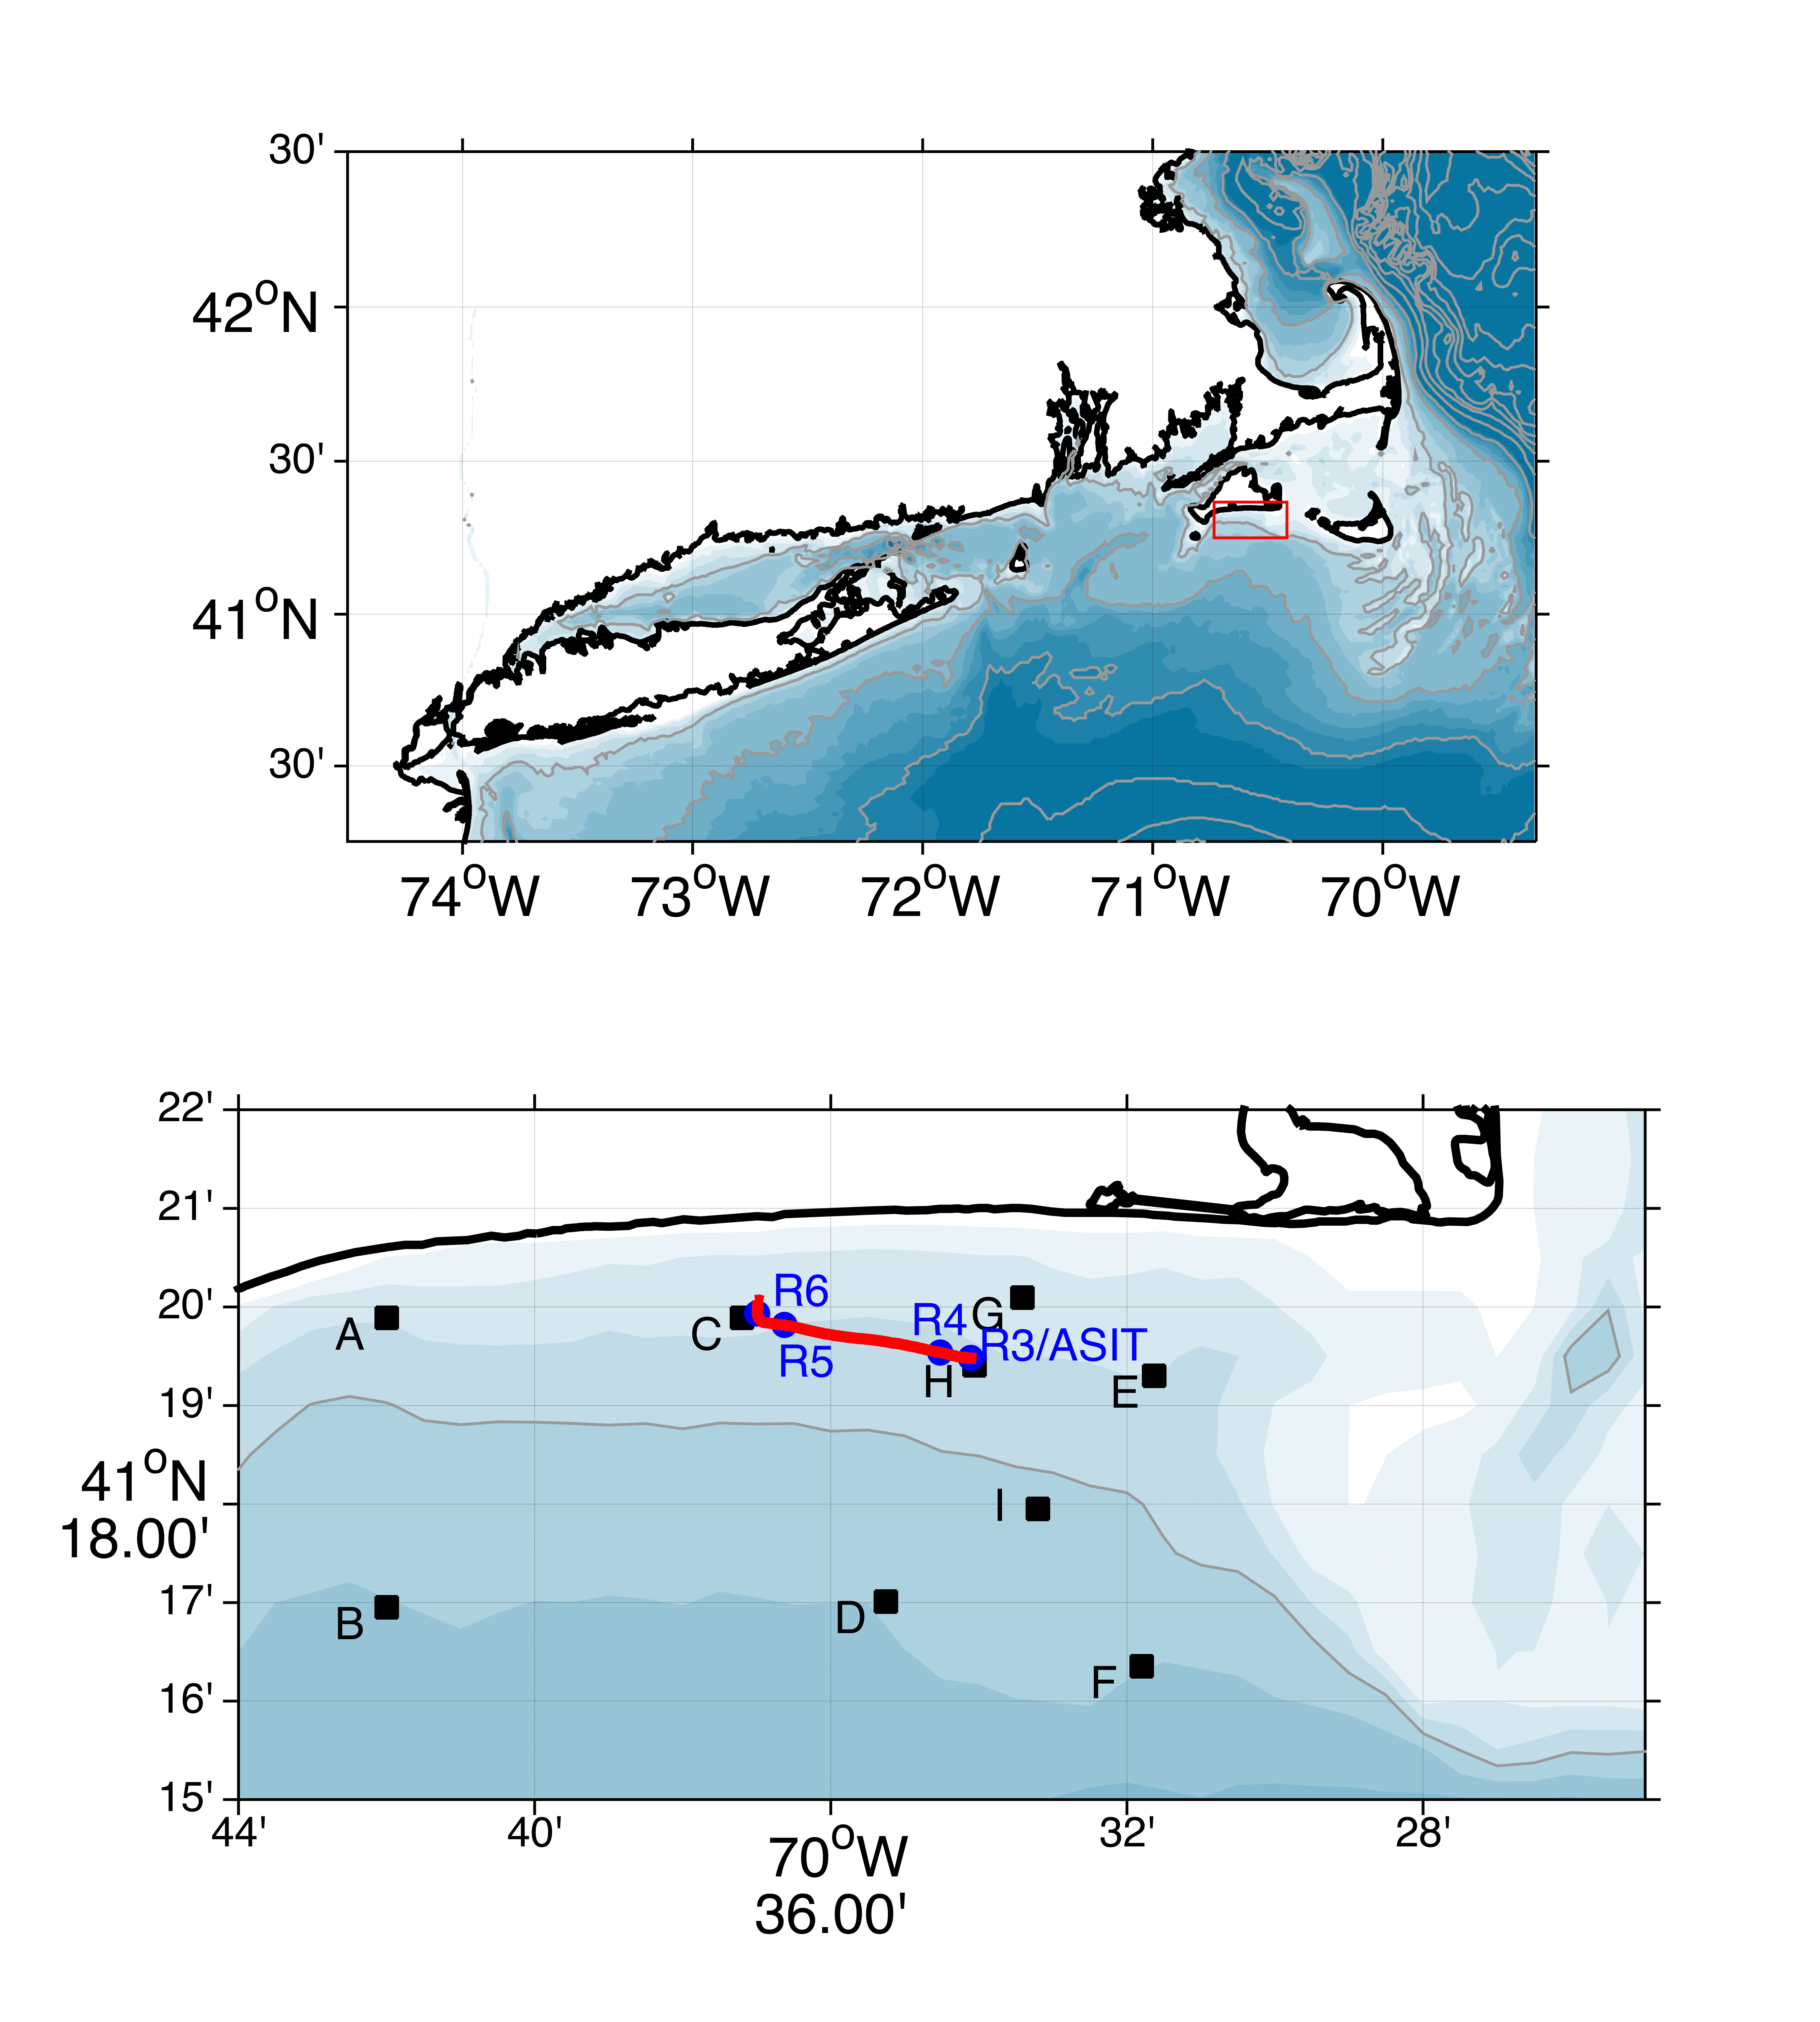 30'
42°N
30'
41°N
30'
74°W 73°W 72°W 71°W 70°W
22'
21'
20'
19'
41°N
18.00'
17'
16'
15'
R6
R4 G
A C R3/ASIT
R5
H E
I
B D
F
44' 40' 32' 28'
70°W
36.00'